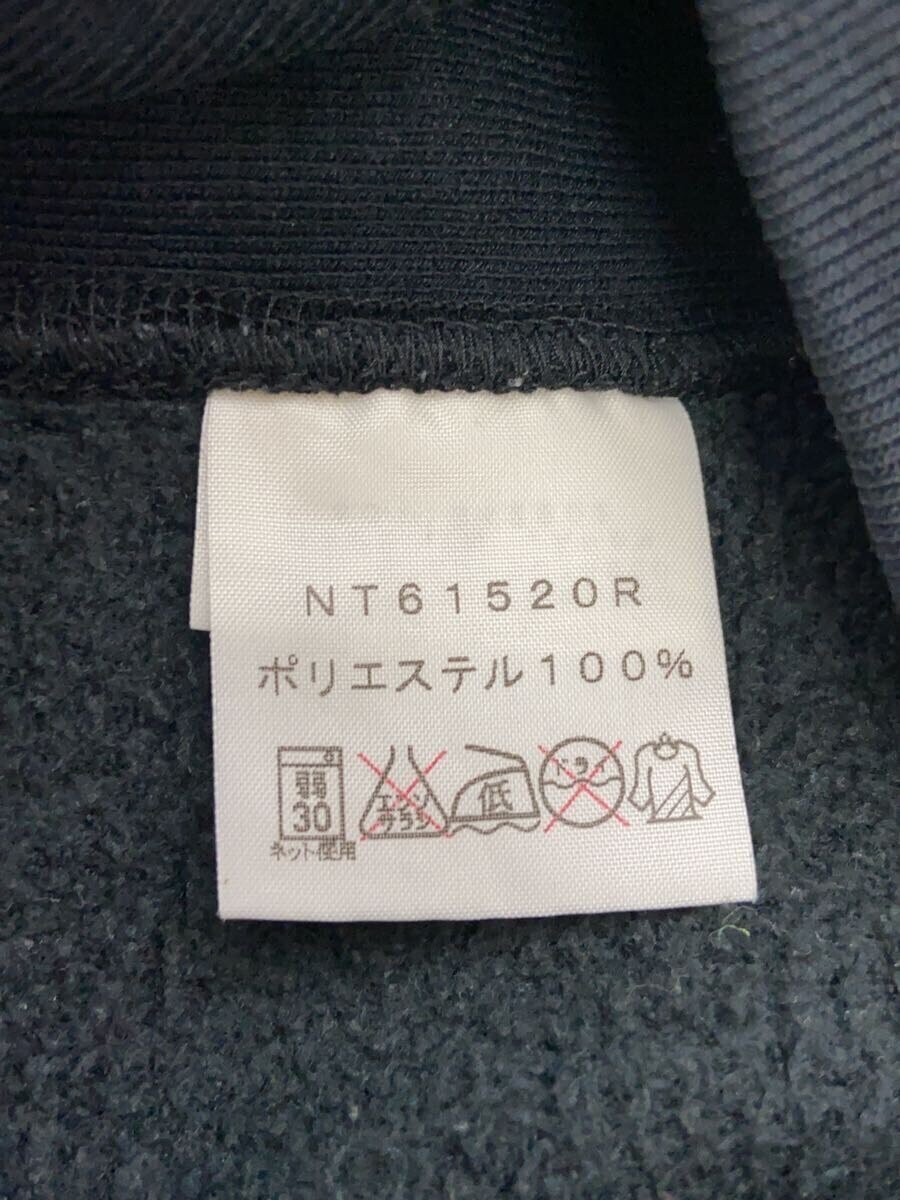 NT61520R
ポリエステル100%
弱
30
ネット使用
エンソ
サラシ
低
ドライ